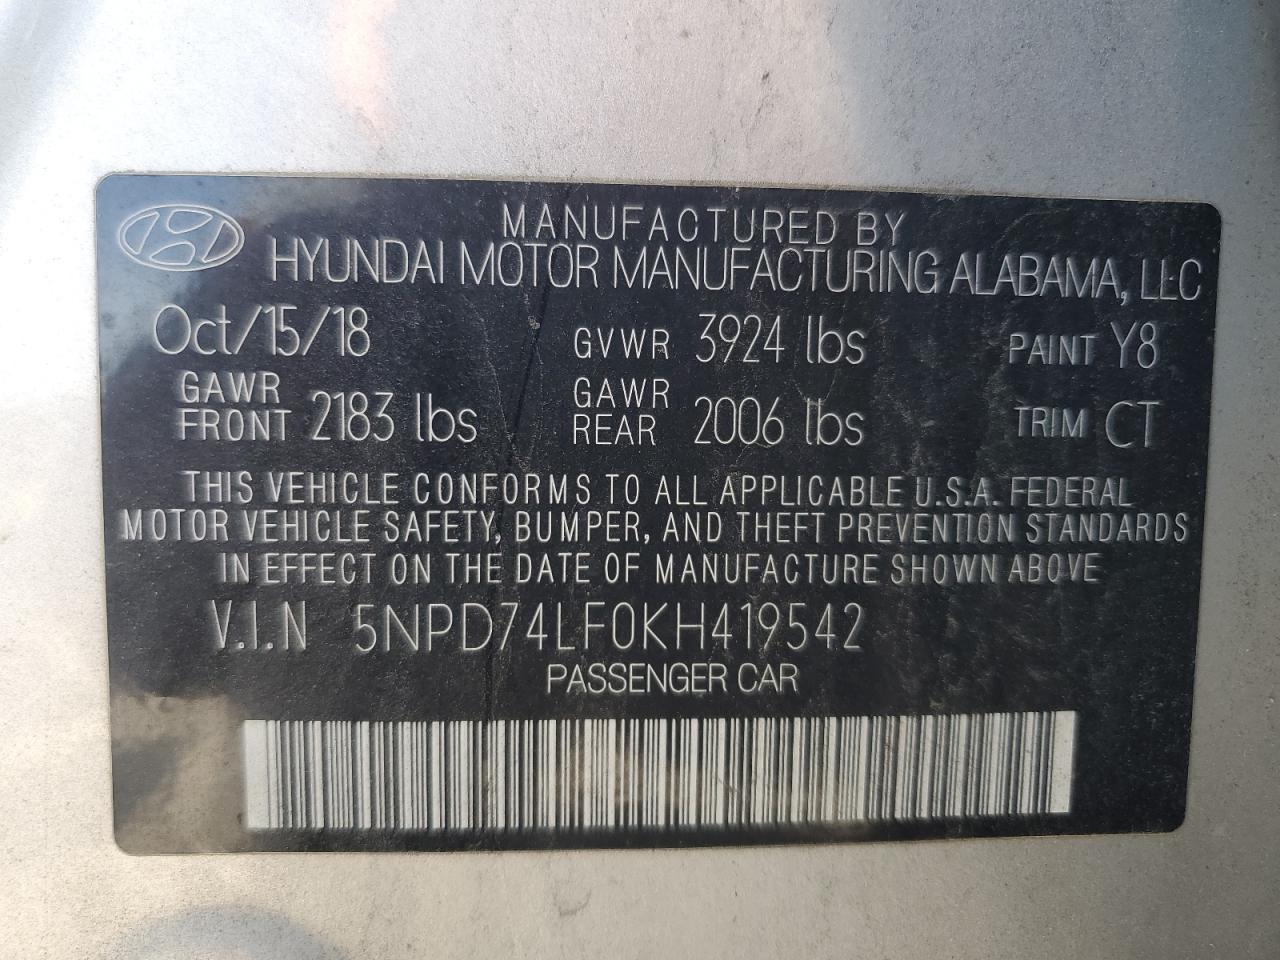 MANUFACTURED BY
HYUNDAI MOTOR MANUFACTURING ALABAMA, LLC
Oct/15/18 GVWR 3924 lbs PAINT Y8
GAWR FRONT 2183 lbs GAWR REAR 2006 lbs TRIM CT
THIS VEHICLE CONFORMS TO ALL APPLICABLE U.S.A. FEDERAL
MOTOR VEHICLE SAFETY, BUMPER, AND THEFT PREVENTION STANDARDS
IN EFFECT ON THE DATE OF MANUFACTURE SHOWN ABOVE
V.I.N 5NPD74LF0KH419542
PASSENGER CAR